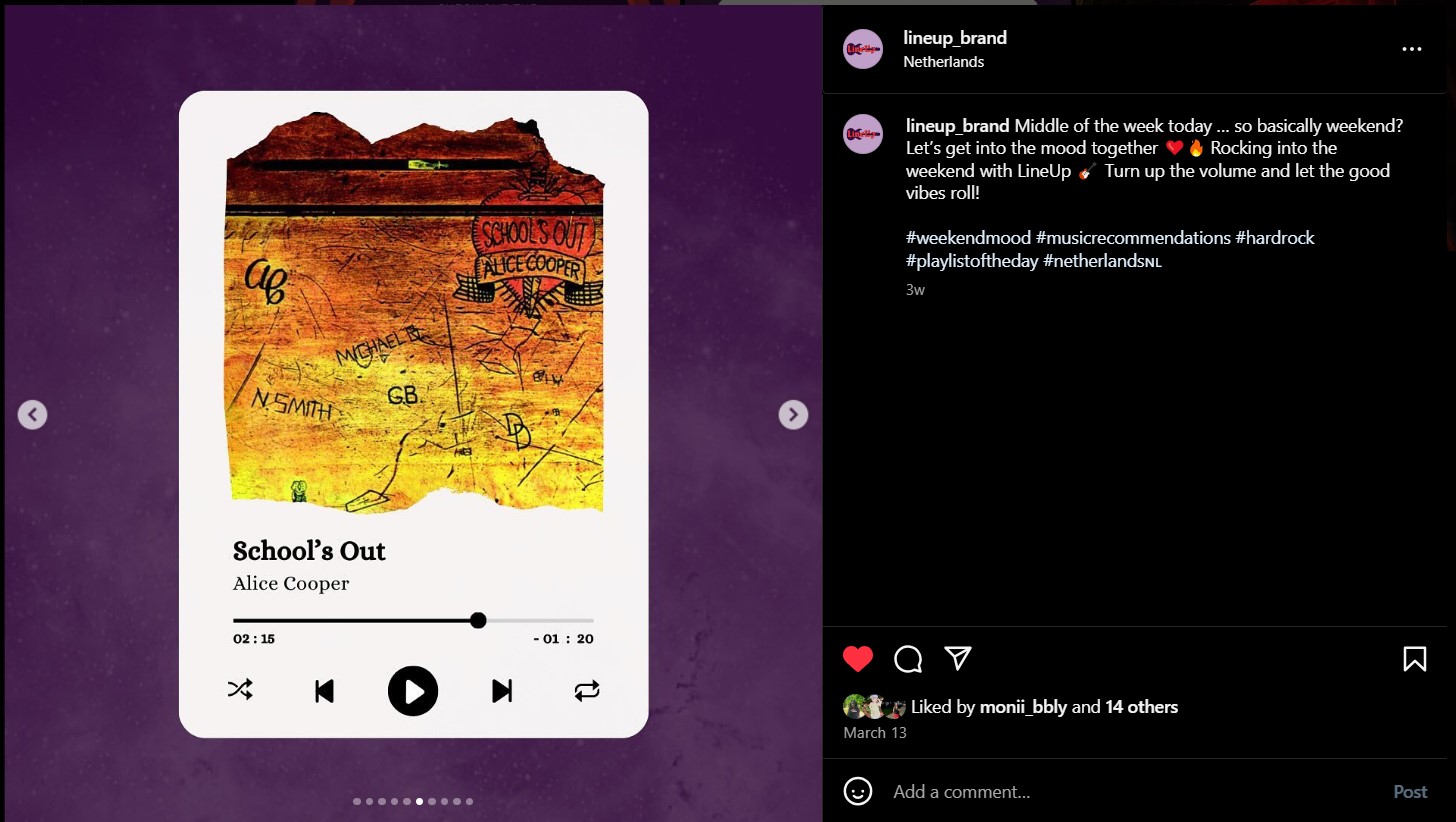 lineup_brand
Netherlands
SCHOOL'S OUT
ALICE COOPER
MICHAEL B.
N. SMITH
G.B.
School's Out
Alice Cooper
02 : 15
- 01 : 20
lineup_brand Middle of the week today ... so basically weekend?
Let's get into the mood together ❤️🔥 Rocking into the
weekend with LineUp 🎸 Turn up the volume and let the good
vibes roll!
#weekendmood #musicrecommendations #hardrock
#playlistoftheday #netherlandsɴʟ
3w
Liked by monii_bbly and 14 others
March 13
Add a comment...
Post